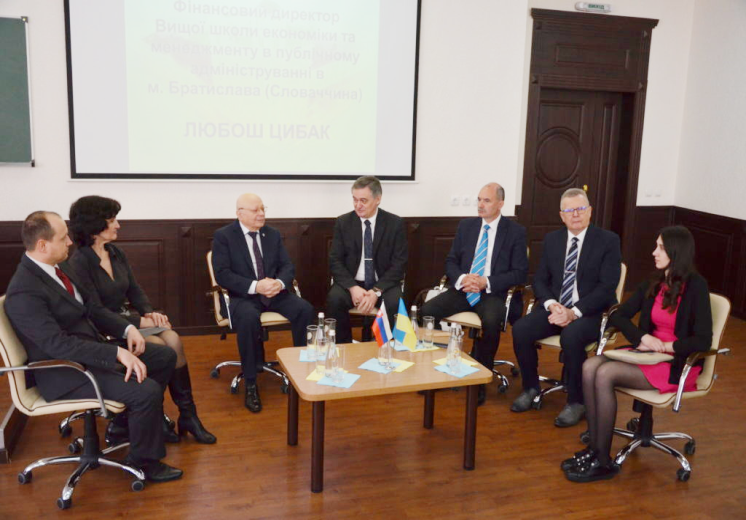 Фінансовий директор
Вищої школи економіки та
менеджменту в публічному
адмініструванні в
м. Братислава (Словаччина)
ЛЮБОШ ЦИБАК